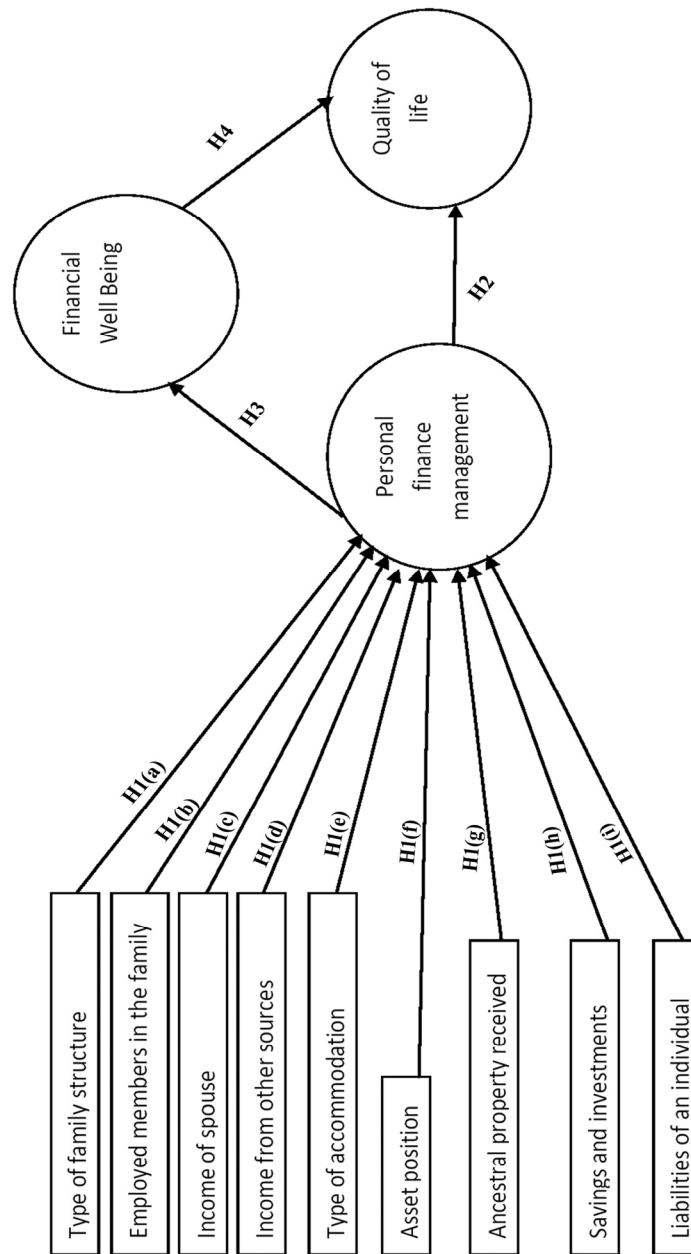 Type of family structure
Employed members in the family
Income of spouse
Income from other sources
Type of accommodation
Asset position
Ancestral property received
Savings and investments
Liabilities of an individual
H1(a)
H1(b)
H1(c)
H1(d)
H1(e)
H1(f)
H1(g)
H1(h)
H1(i)
Personal
finance
management
H3
H2
Financial
Well Being
H4
Quality of
life